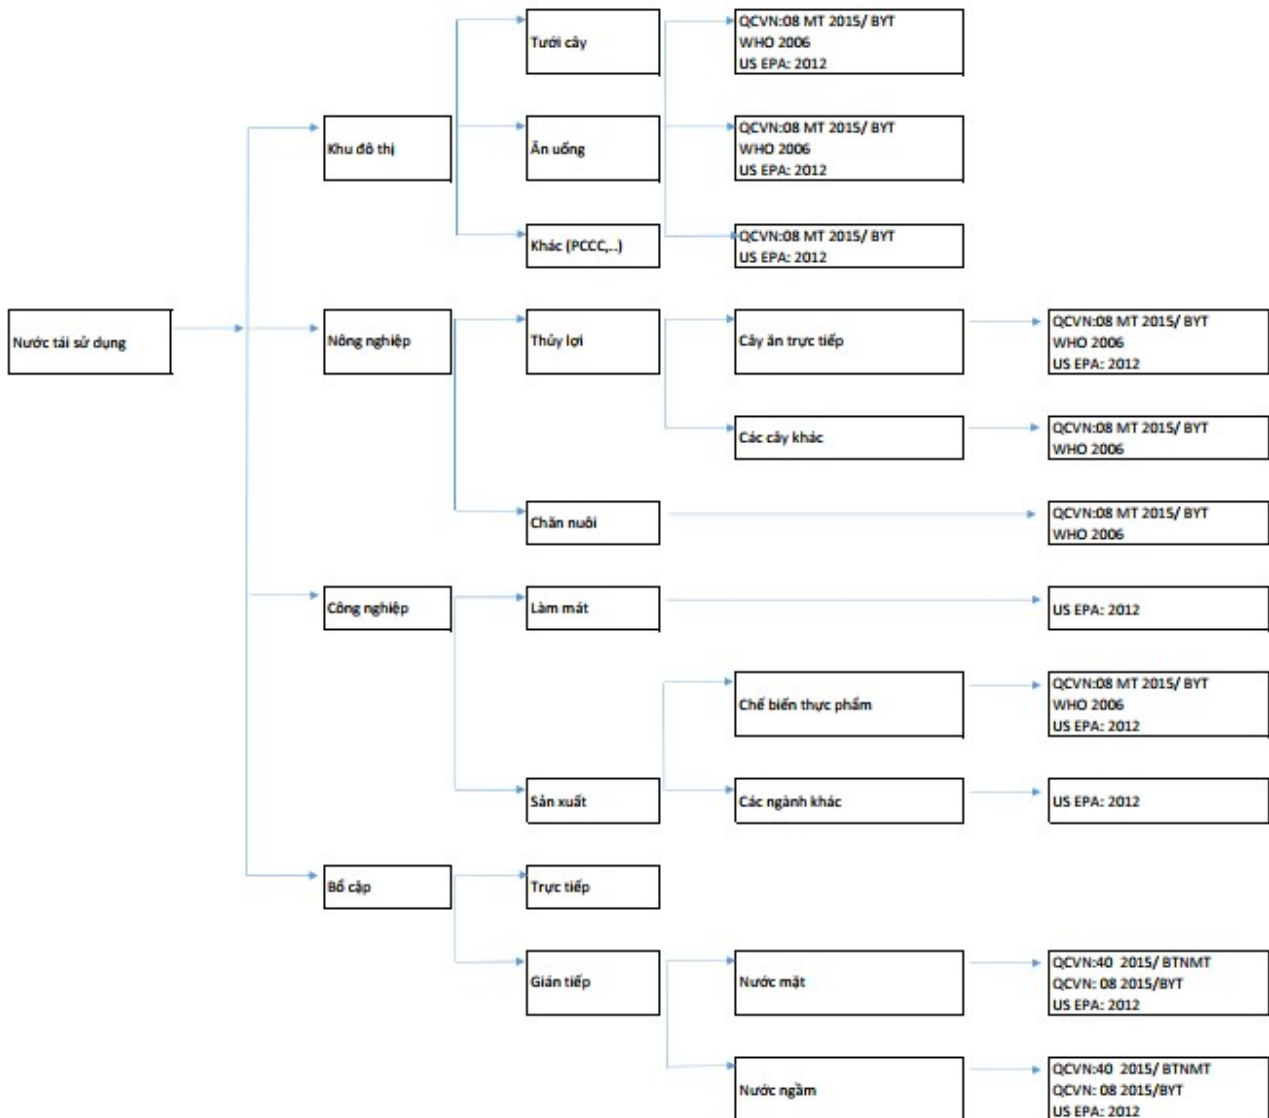 Tưới cây
QCVN:08 MT 2015/ BYT
WHO 2006
US EPA: 2012
Khu đô thị
Ăn uống
QCVN:08 MT 2015/ BYT
WHO 2006
US EPA: 2012
Khác (PCCC,..)
QCVN:08 MT 2015/ BYT
US EPA: 2012
Nước tái sử dụng
Nông nghiệp
Thủy lợi
Cây ăn trực tiếp
QCVN:08 MT 2015/ BYT
WHO 2006
US EPA: 2012
Các cây khác
QCVN:08 MT 2015/ BYT
WHO 2006
Chăn nuôi
QCVN:08 MT 2015/ BYT
WHO 2006
Công nghiệp
Làm mát
US EPA: 2012
Chế biến thực phẩm
QCVN:08 MT 2015/ BYT
WHO 2006
US EPA: 2012
Sản xuất
Các ngành khác
US EPA: 2012
Bổ cập
Trực tiếp
Gián tiếp
Nước mặt
QCVN:40 2015/ BTNMT
QCVN: 08 2015/BYT
US EPA: 2012
Nước ngầm
QCVN:40 2015/ BTNMT
QCVN: 08 2015/BYT
US EPA: 2012